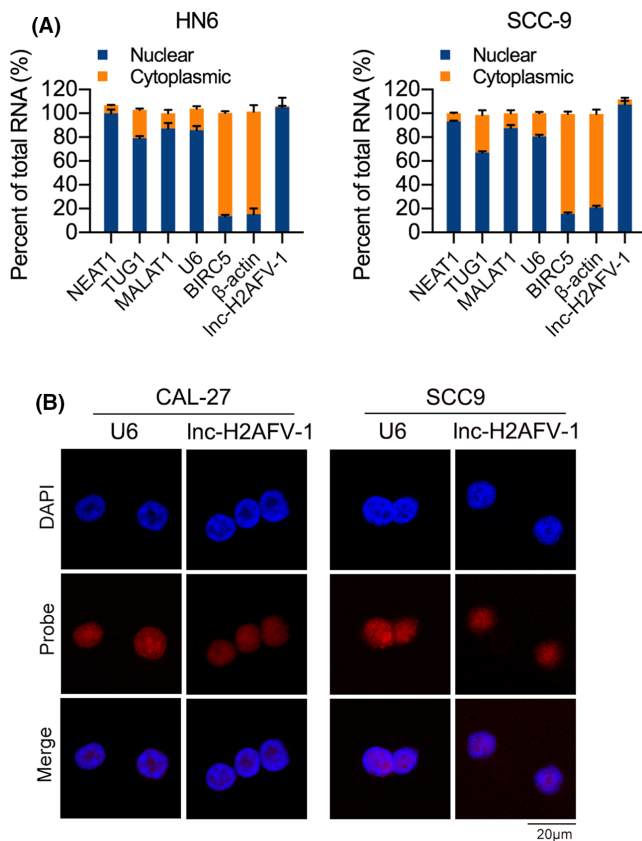 (A)
HN6
Nuclear
Cytoplasmic
Percent of total RNA (%)
120
100
80
60
40
20
0
NEAT1
TUG1
MALAT1
U6
BIRC5
β-actin
lnc-H2AFV-1
SCC-9
Nuclear
Cytoplasmic
Percent of total RNA (%)
120
100
80
60
40
20
0
NEAT1
TUG1
MALAT1
U6
BIRC5
β-actin
lnc-H2AFV-1
(B)
CAL-27 SCC9
U6 lnc-H2AFV-1 U6 lnc-H2AFV-1
DAPI
Probe
Merge
20μm